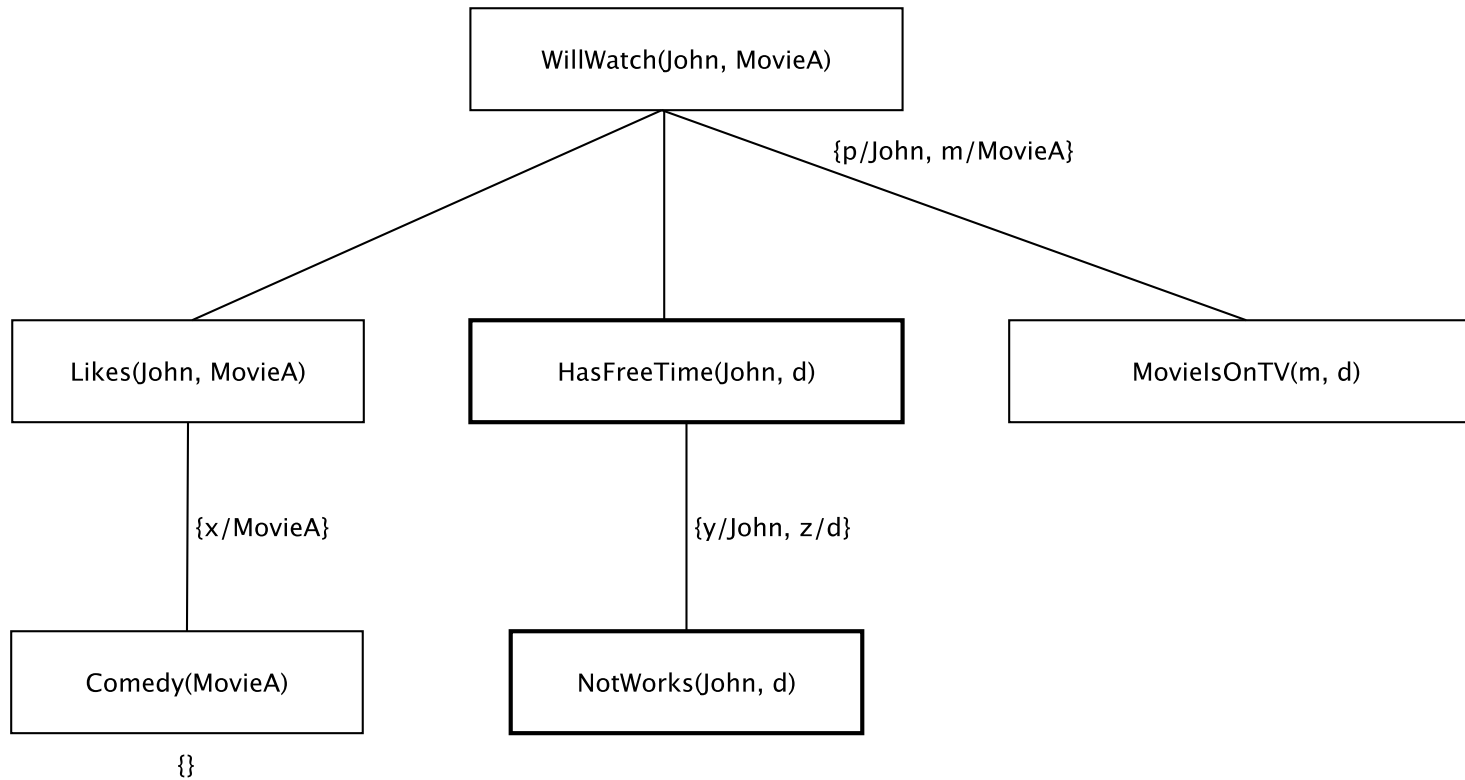 WillWatch(John, MovieA)
{p/John, m/MovieA}
Likes(John, MovieA)
HasFreeTime(John, d)
MovieIsOnTV(m, d)
{x/MovieA}
{y/John, z/d}
Comedy(MovieA)
NotWorks(John, d)
{}